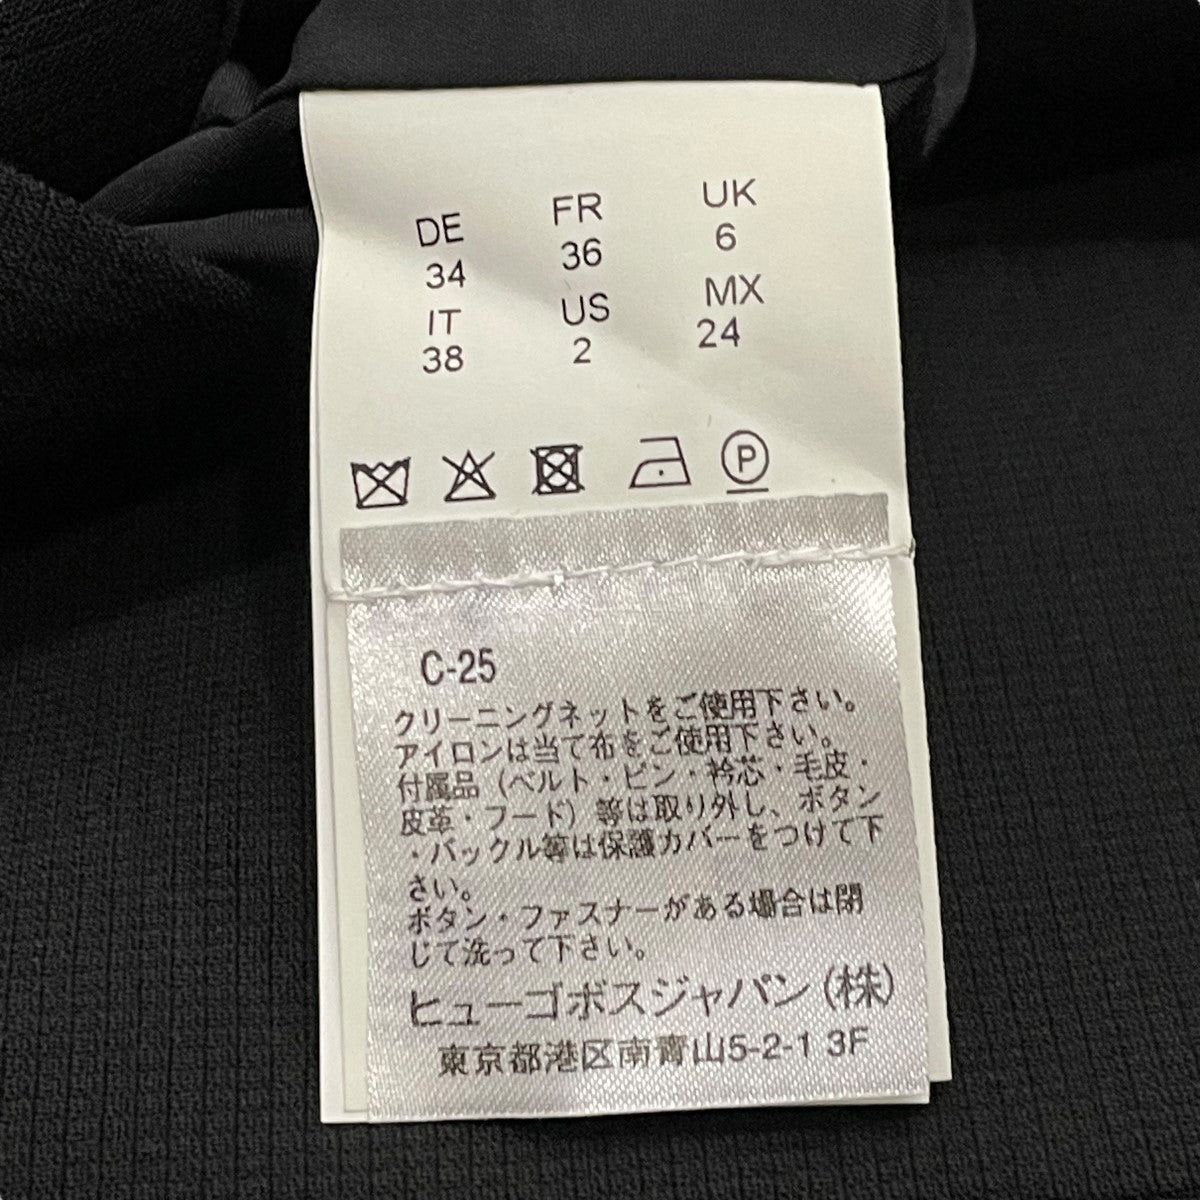 DE FR UK
34 36 6
IT US MX
38 2 24
P
C-25
クリーニングネットをご使用下さい。
アイロンは当て布をご使用下さい。
付属品（ベルト・ピン・衿芯・毛皮・
皮革・フード）等は取り外し、ボタン
・バックル等は保護カバーをつけて下
さい。
ボタン・ファスナーがある場合は閉
じて洗って下さい。
ヒューゴボスジャパン（株）
東京都港区南青山5-2-1 3F